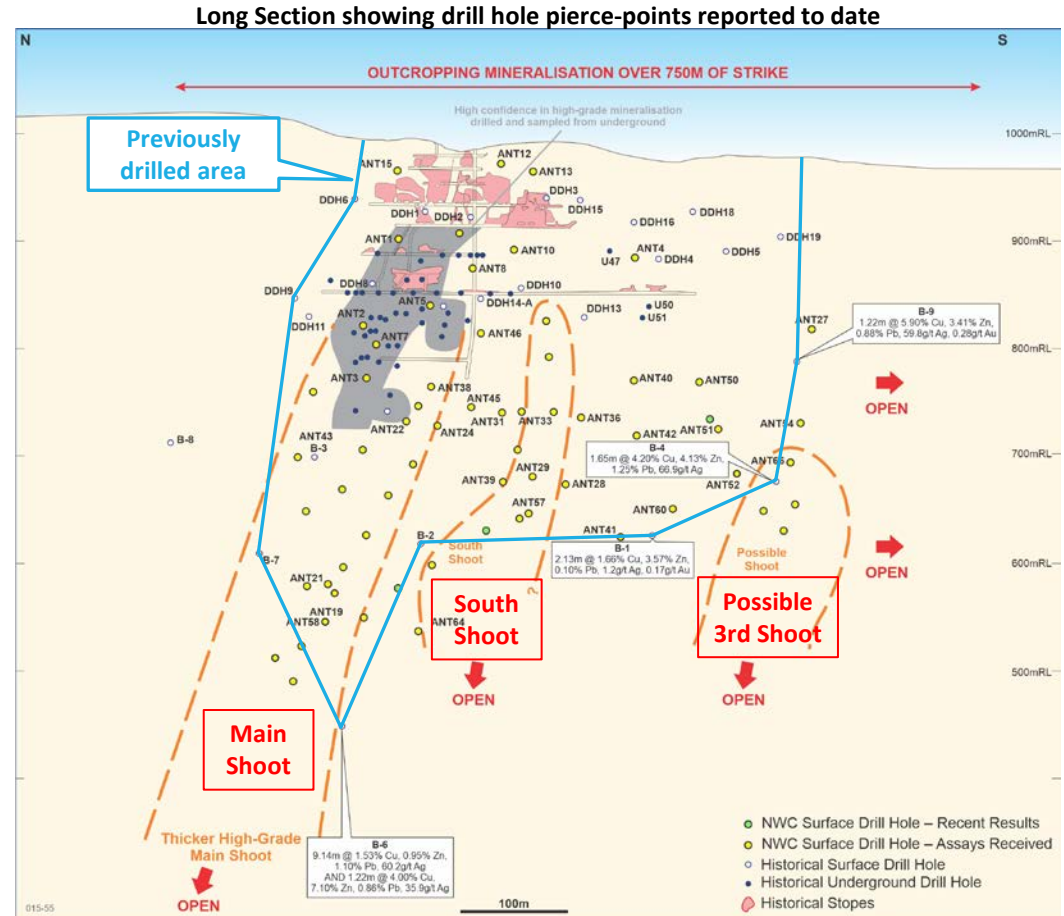 Long Section showing drill hole pierce-points reported to date
N
S
OUTCROPPING MINERALISATION OVER 750M OF STRIKE
High confidence in high-grade mineralisation
drilled and sampled from underground
Previously
drilled area
1000mRL
ANT15
ANT12
ANT13
DDH6
DDH1
DDH2
DDH3
DDH15
DDH16
DDH18
ANT1
ANT10
ANT4
U47
DDH4
DDH5
DDH19
900mRL
ANT8
DDH8
DDH9
DDH10
DDH14-A
ANT5
DDH11
ANT2
ANT7
ANT46
DDH13
U50
U51
ANT27
B-9
1.22m @ 5.90% Cu, 3.41% Zn,
0.88% Pb, 59.8g/t Ag, 0.28g/t Au
800mRL
ANT3
ANT38
ANT40
ANT50
OPEN
ANT45
ANT31
ANT33
ANT36
ANT22
ANT24
ANT42
ANT51
ANT54
B-8
ANT43
B-3
B-4
1.65m @ 4.20% Cu, 4.13% Zn,
1.25% Pb, 66.9g/t Ag
700mRL
ANT65
ANT52
ANT39
ANT29
ANT28
ANT57
ANT60
ANT41
B-2
B-7
B-1
2.13m @ 1.66% Cu, 3.57% Zn,
0.10% Pb, 1.2g/t Ag, 0.17g/t Au
South
Shoot
Possible
Shoot
OPEN
600mRL
ANT21
ANT19
ANT58
ANT64
?
South
Shoot
Possible
3rd Shoot
OPEN
OPEN
500mRL
Main
Shoot
Thicker High-Grade
Main Shoot
OPEN
B-6
9.14m @ 1.53% Cu, 0.95% Zn,
1.10% Pb, 60.2g/t Ag
AND 1.22m @ 4.00% Cu,
7.10% Zn, 0.86% Pb, 35.9g/t Ag
NWC Surface Drill Hole – Recent Results
NWC Surface Drill Hole – Assays Received
Historical Surface Drill Hole
Historical Underground Drill Hole
Historical Stopes
100m
015-55